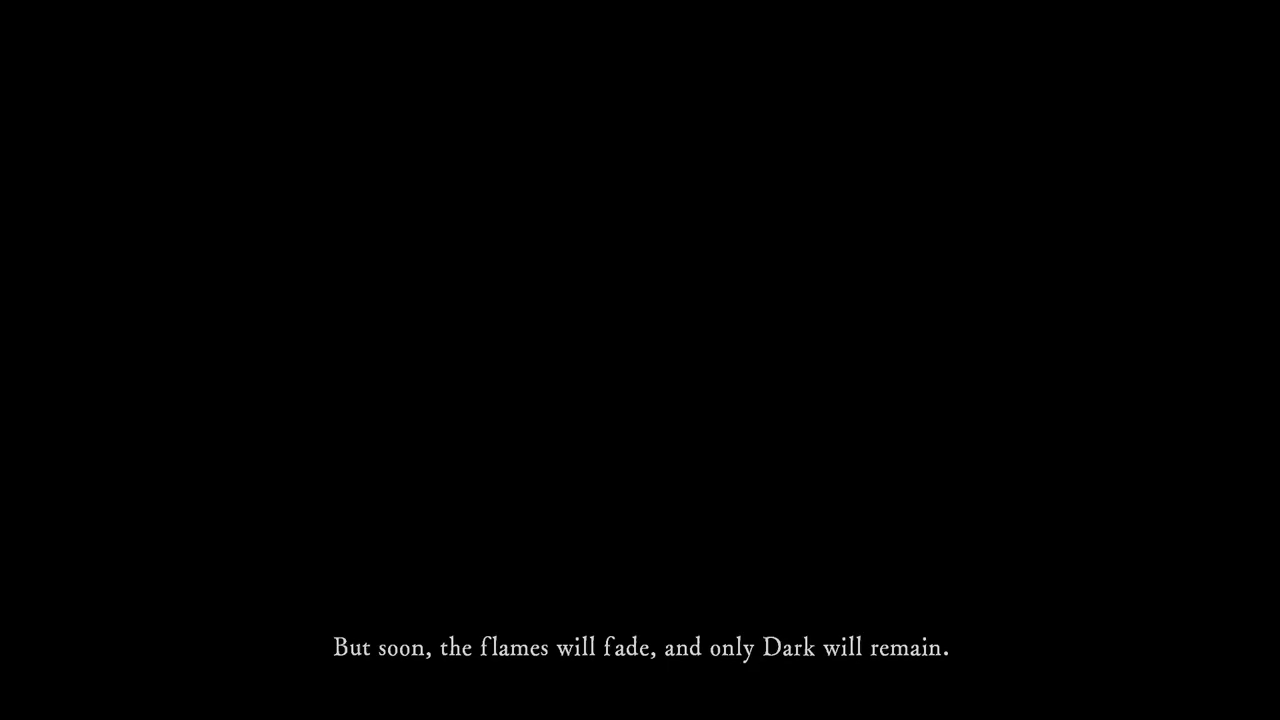 But soon, the flames will fade, and only Dark will remain.